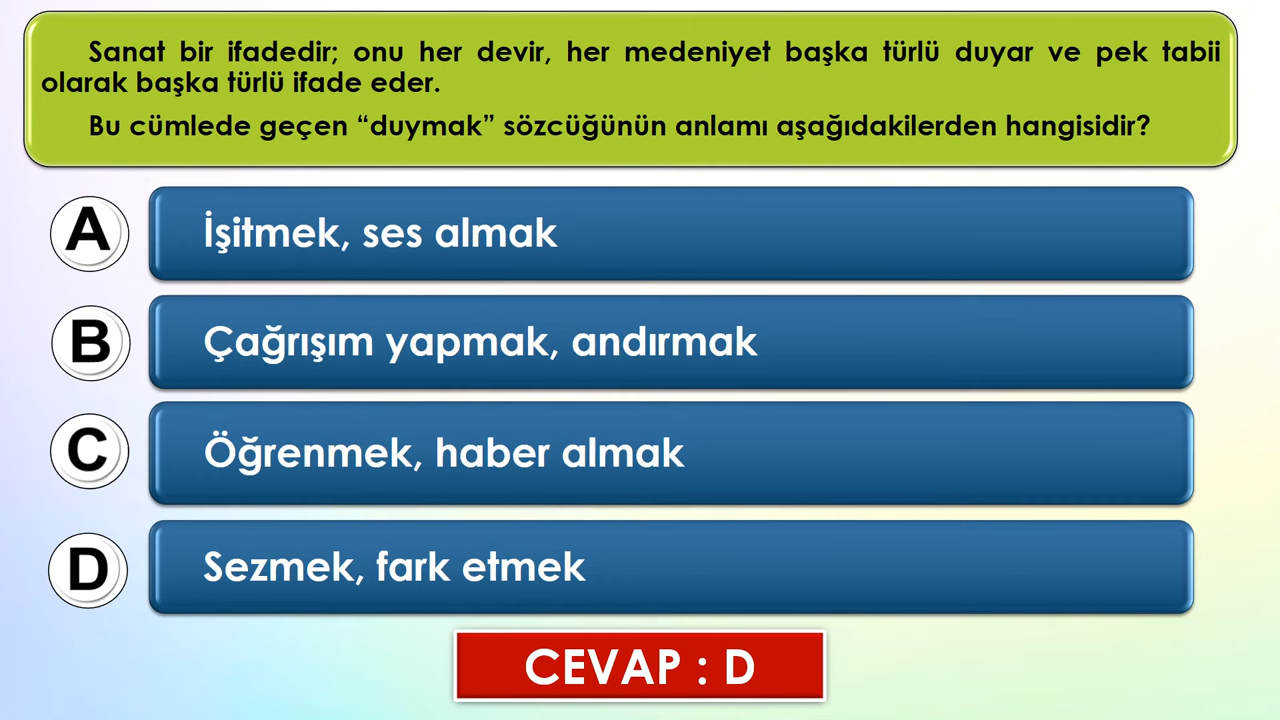 Sanat bir ifadedir; onu her devir, her medeniyet başka türlü duyar ve pek tabii
olarak başka türlü ifade eder.
Bu cümlede geçen “duymak” sözcüğünün anlamı aşağıdakilerden hangisidir?
A İşitmek, ses almak
B Çağrışım yapmak, andırmak
C Öğrenmek, haber almak
D Sezmek, fark etmek
CEVAP : D